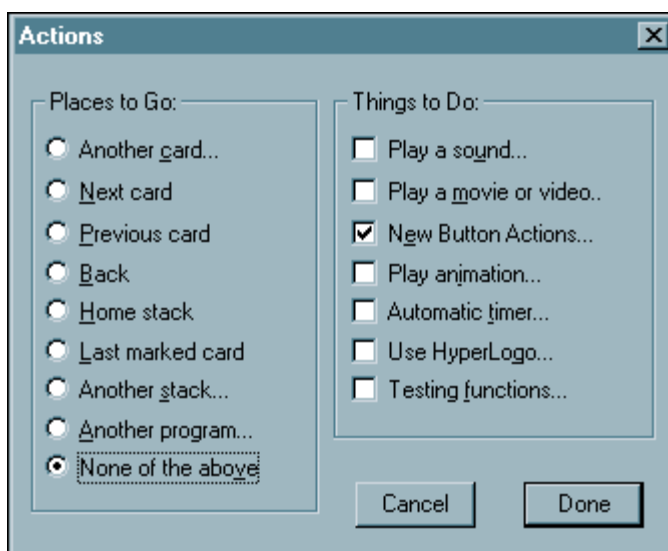 Actions
Places to Go:
Another card...
Next card
Previous card
Back
Home stack
Last marked card
Another stack...
Another program...
None of the above
Things to Do:
Play a sound...
Play a movie or video..
New Button Actions...
Play animation...
Automatic timer...
Use HyperLogo...
Testing functions...
Cancel
Done